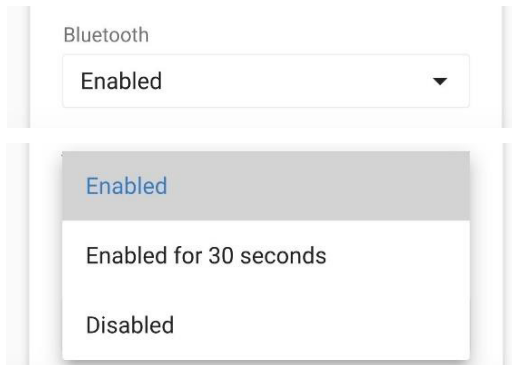 Bluetooth
Enabled
Enabled
Enabled for 30 seconds
Disabled